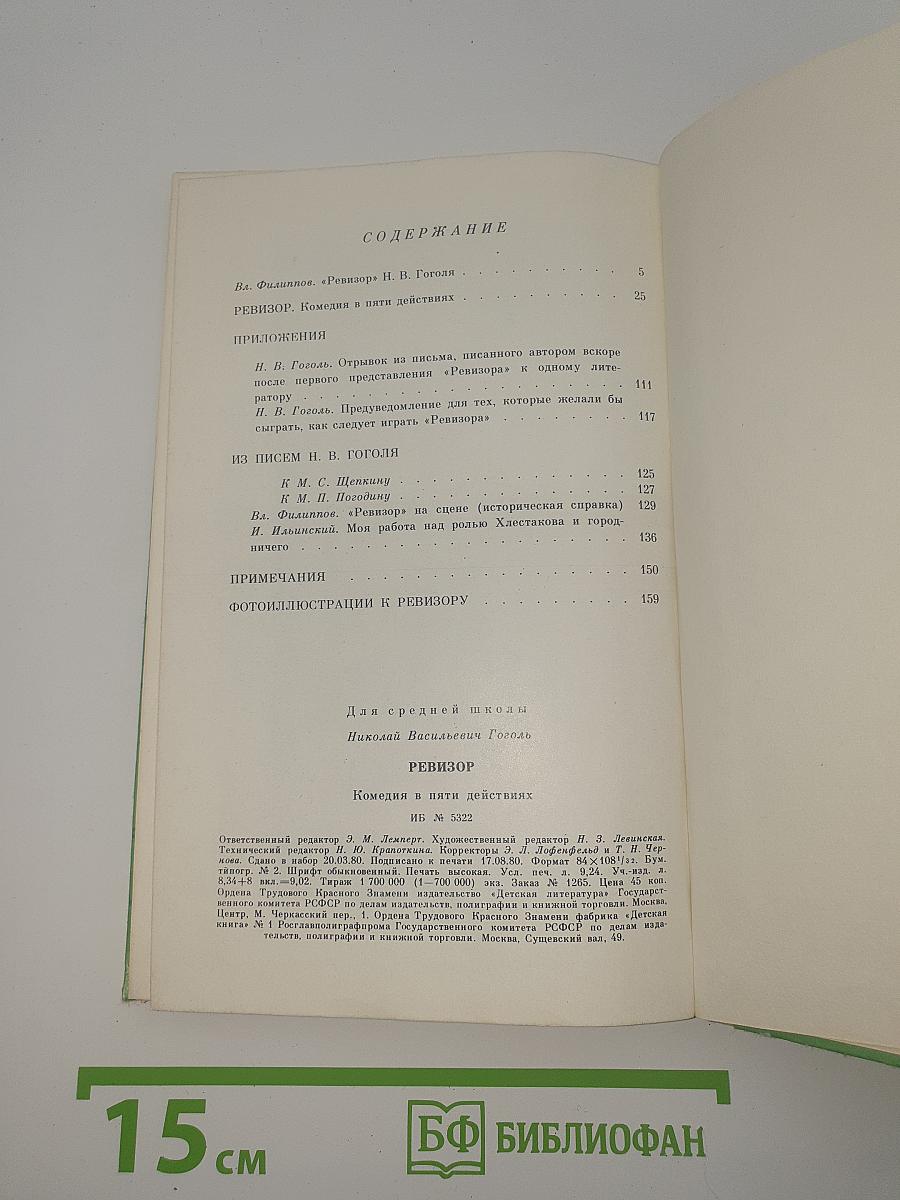 СОДЕРЖАНИЕ
Вл. Филиппов. «Ревизор» Н. В. Гоголя . . . . . . . . . . 5
РЕВИЗОР. Комедия в пяти действиях . . . . . . . . . . 25
ПРИЛОЖЕНИЯ
Н. В. Гоголь. Отрывок из письма, писанного автором вскоре
после первого представления «Ревизора» к одному лите-
ратору . . . . . . . . . . . . . . . . . . . 111
Н. В. Гоголь. Предуведомление для тех, которые желали бы
сыграть, как следует играть «Ревизора» . . . . . . . . 117
ИЗ ПИСЕМ Н. В. ГОГОЛЯ
К М. С. Щепкину . . . . . . . . . . . . . . 125
К М. П. Погодину . . . . . . . . . . . . . . 127
Вл. Филиппов. «Ревизор» на сцене (историческая справка) 129
И. Ильинский. Моя работа над ролью Хлестакова и город-
ничего . . . . . . . . . . . . . . . . . . . 136
ПРИМЕЧАНИЯ . . . . . . . . . . . . . . . . 150
ФОТОИЛЛЮСТРАЦИИ К РЕВИЗОРУ . . . . . . . . . 159
Для средней школы
Николай Васильевич Гоголь
РЕВИЗОР
Комедия в пяти действиях
ИБ № 5322
Ответственный редактор Э. М. Лемперт. Художественный редактор Н. З. Левинская.
Технический редактор Н. Ю. Крапоткина. Корректоры Э. Л. Лофенфельд и Т. Н. Чер-
нова. Сдано в набор 20.03.80. Подписано к печати 17.08.80. Формат 84×108¹/₃₂. Бум.
типогр. № 2. Шрифт обыкновенный. Печать высокая. Усл. печ. л. 9,24. Уч.-изд. л.
8,34+8 вкл.=9,02. Тираж 1 700 000 (1—700 000) экз. Заказ № 1265. Цена 45 коп.
Ордена Трудового Красного Знамени издательство «Детская литература» Государст-
венного комитета РСФСР по делам издательств, полиграфии и книжной торговли. Москва,
Центр, М. Черкасский пер., 1. Ордена Трудового Красного Знамени фабрика «Детская
книга» № 1 Росглавполиграфпрома Государственного комитета РСФСР по делам изда-
тельств, полиграфии и книжной торговли. Москва, Сущевский вал, 49.
15 см
БФ БИБЛИОФАН